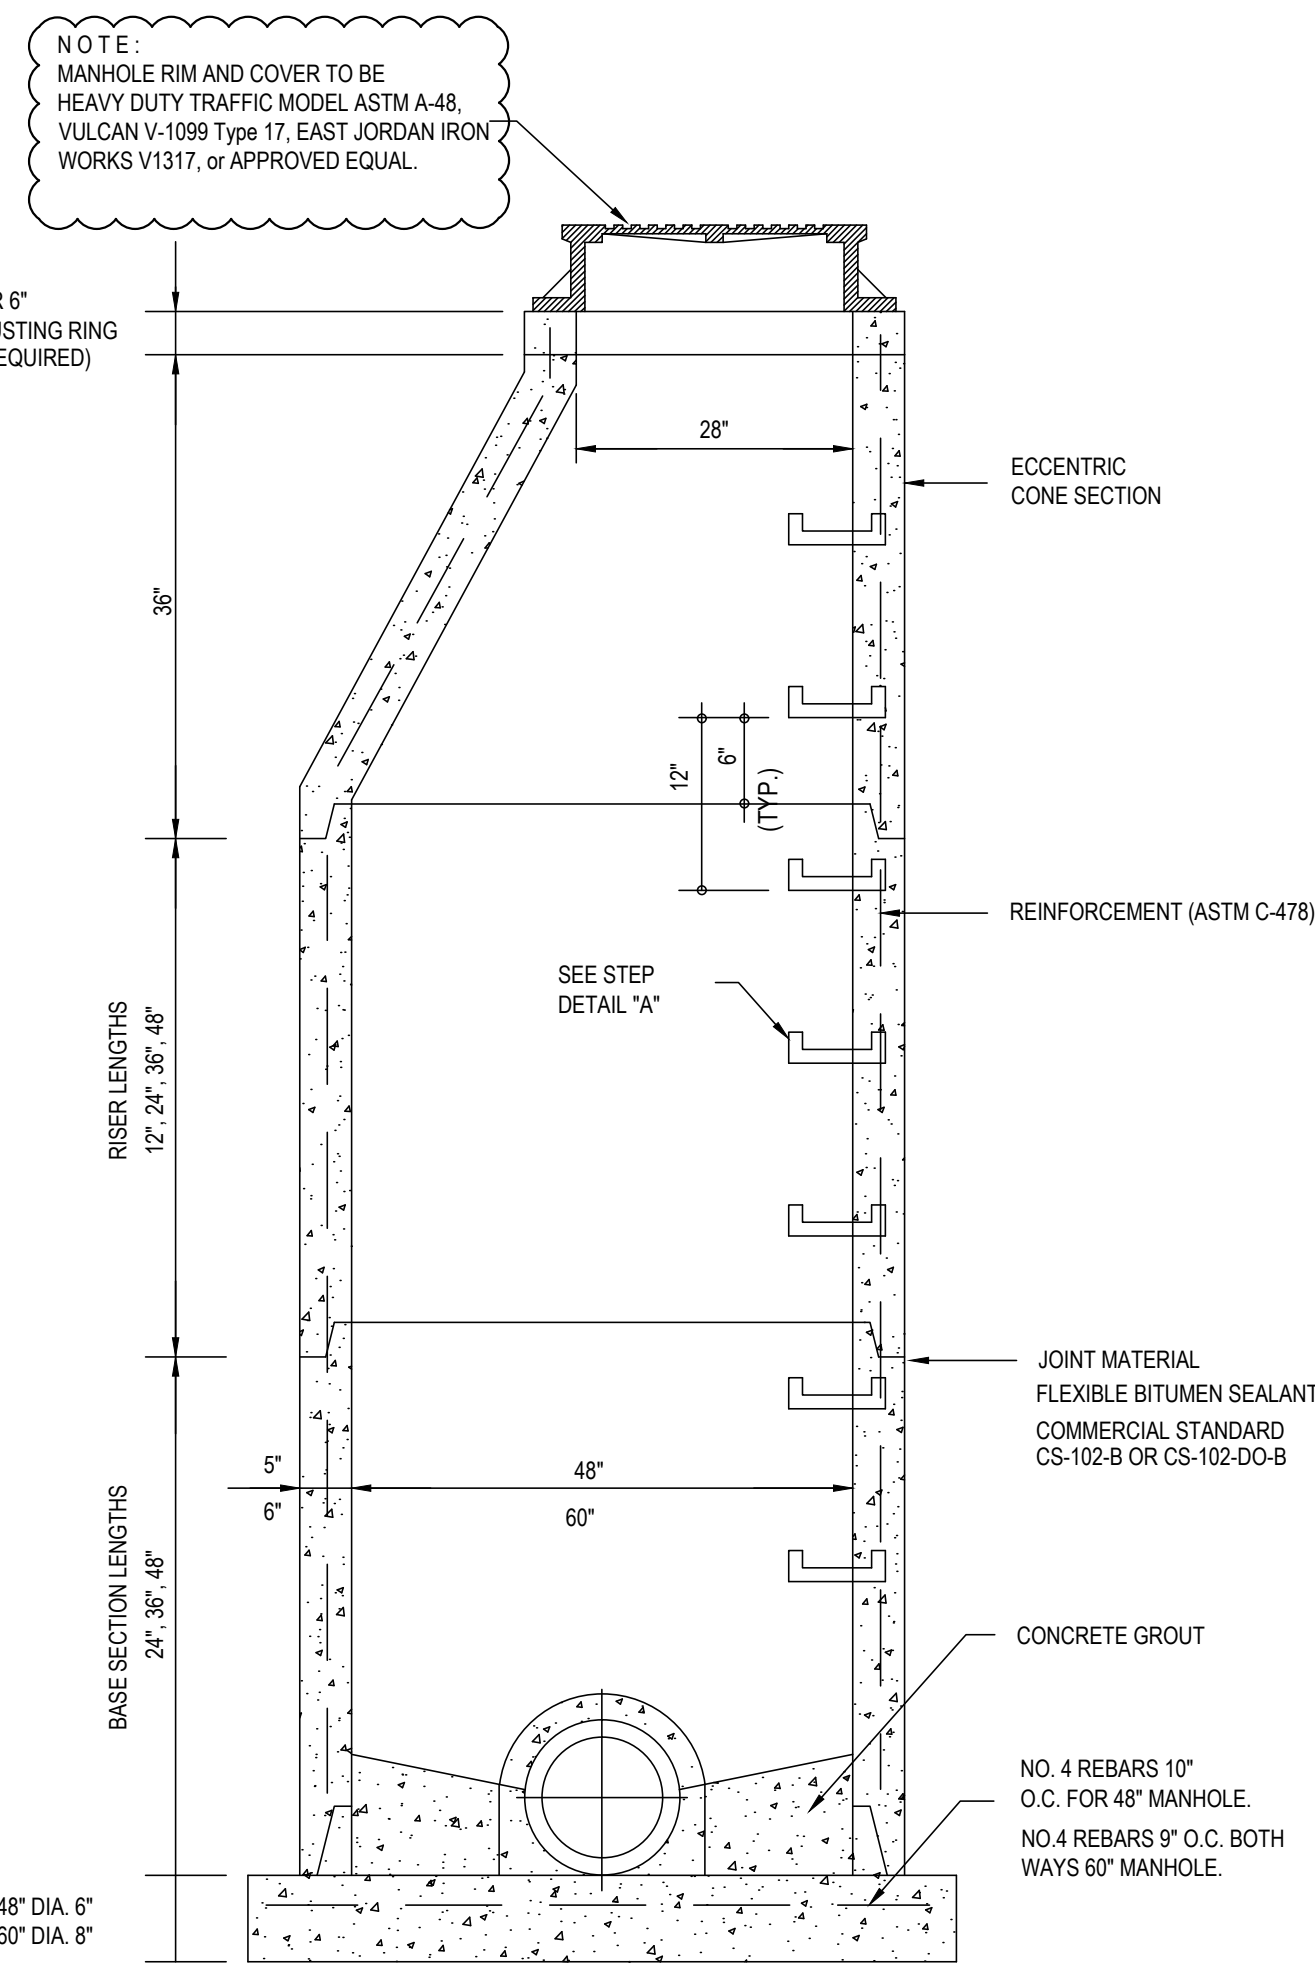 NOTE:
MANHOLE RIM AND COVER TO BE
HEAVY DUTY TRAFFIC MODEL ASTM A-48,
VULCAN V-1099 Type 17, EAST JORDAN IRON
WORKS V1317, or APPROVED EQUAL.
R 6"
USTING RING
EQUIRED)
28"
ECCENTRIC
CONE SECTION
36"
12"
6"
(TYP.)
REINFORCEMENT (ASTM C-478)
SEE STEP
DETAIL "A"
RISER LENGTHS
12", 24", 36", 48"
JOINT MATERIAL
FLEXIBLE BITUMEN SEALANT
COMMERCIAL STANDARD
CS-102-B OR CS-102-DO-B
5"
6"
48"
60"
BASE SECTION LENGTHS
24", 36", 48"
CONCRETE GROUT
NO. 4 REBARS 10"
O.C. FOR 48" MANHOLE.
NO.4 REBARS 9" O.C. BOTH
WAYS 60" MANHOLE.
48" DIA. 6"
60" DIA. 8"